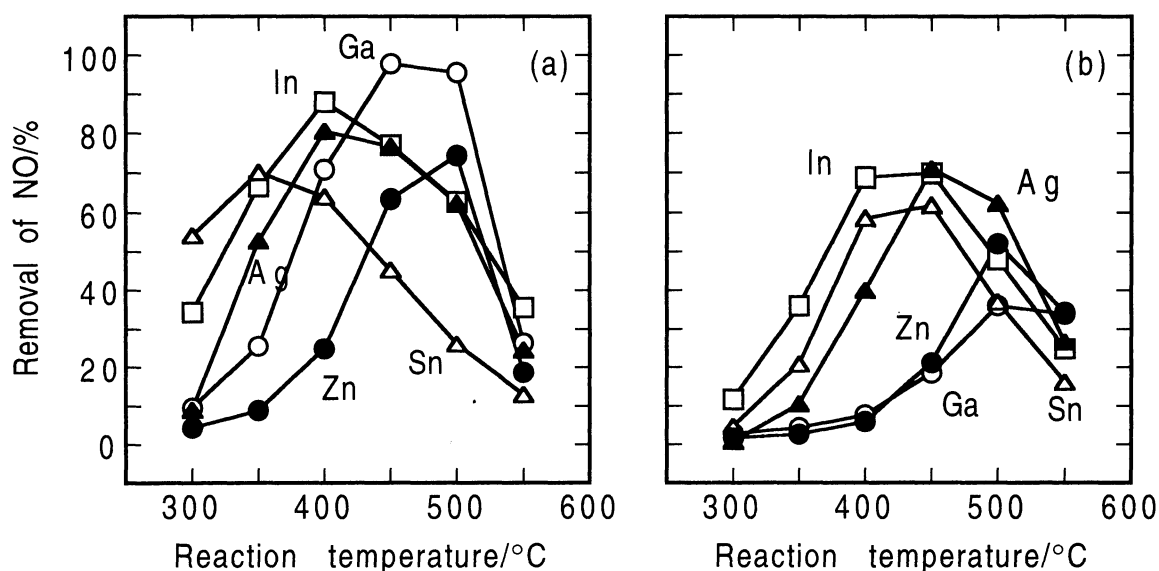 Removal of NO/%
100
80
60
40
20
0
(a)
Ga
In
Ag
Zn
Sn
300 400 500 600
Reaction temperature/°C
(b)
In
Ag
Zn
Ga
Sn
300 400 500 600
Reaction temperature/°C